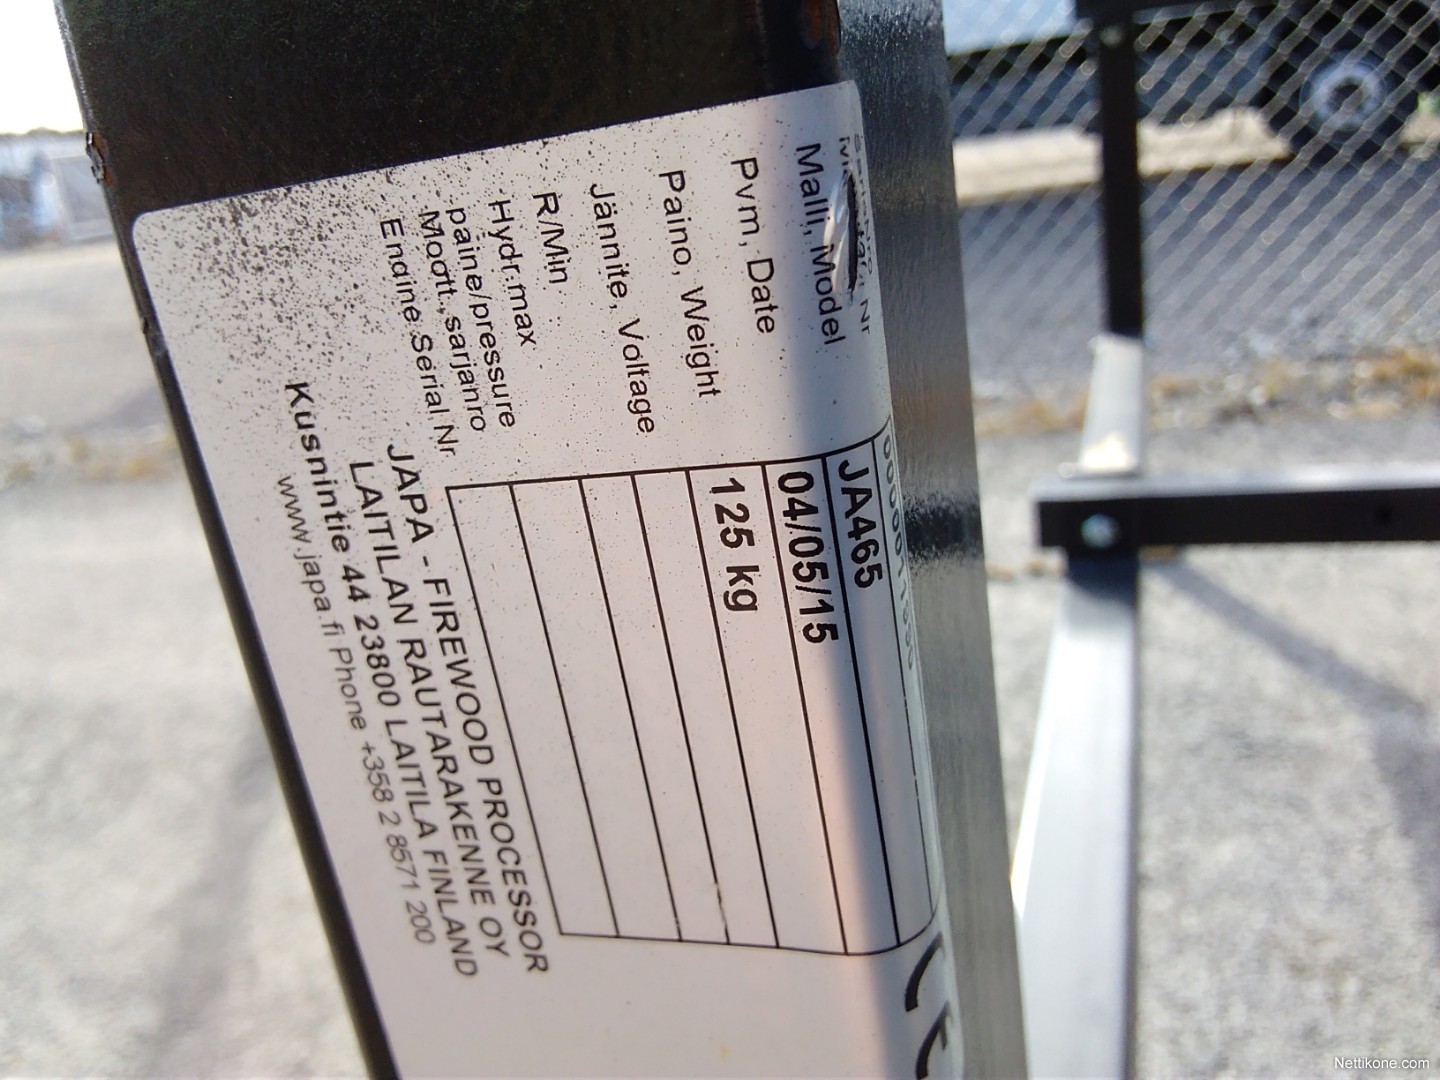 Nr
Malli, Model JA465
Pvm, Date 04/05/15
Paino, Weight 125 kg
Jännite, Voltage
R/Min
Hydr.max
paine/pressure
Moott. sarjanro
Engine Serial Nr
JAPA - FIREWOOD PROCESSOR
LAITILAN RAUTARAKENNE OY
Kusnintie 44 23800 LAITILA FINLAND
www.japa.fi Phone +358 2 8571 200
CE
Nettikone.com